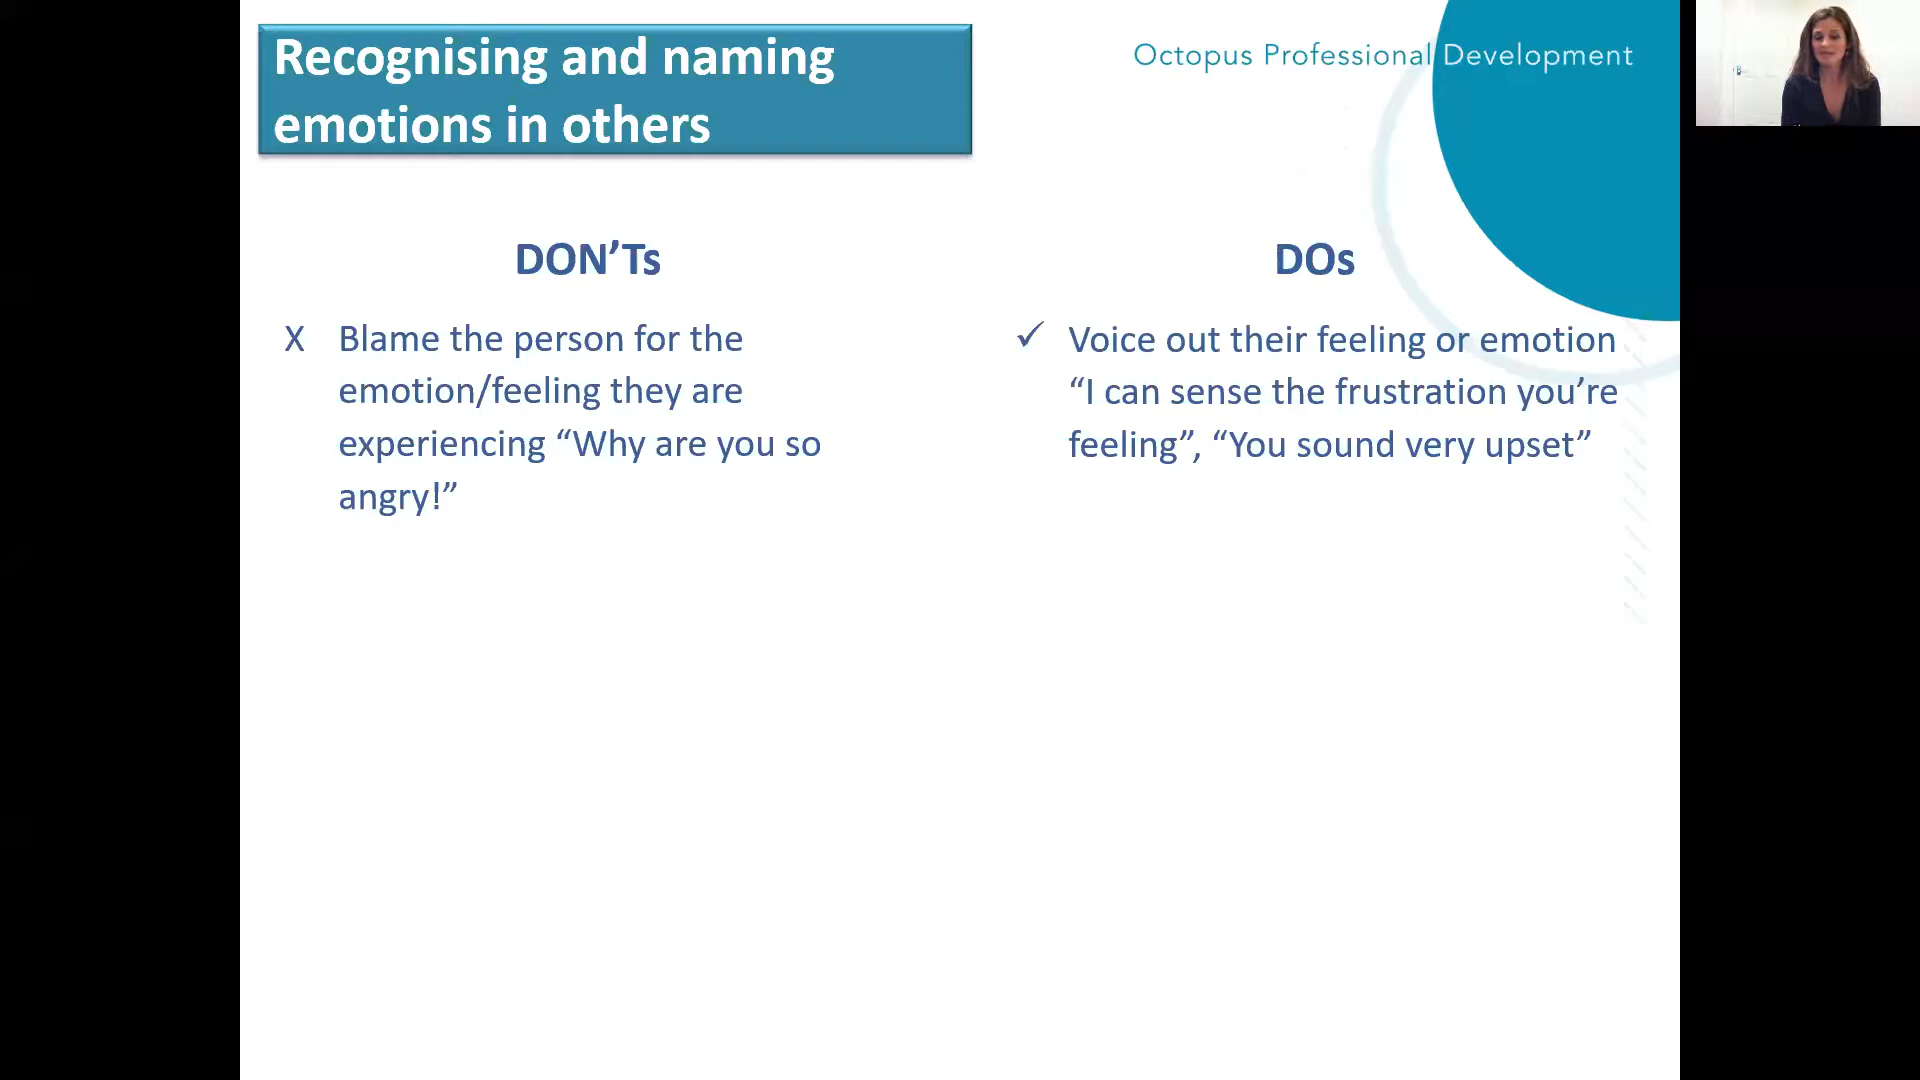 Recognising and naming
emotions in others
Octopus Professional Development
DON’Ts
X Blame the person for the
emotion/feeling they are
experiencing “Why are you so
angry!”
DOs
✓ Voice out their feeling or emotion
“I can sense the frustration you’re
feeling”, “You sound very upset”